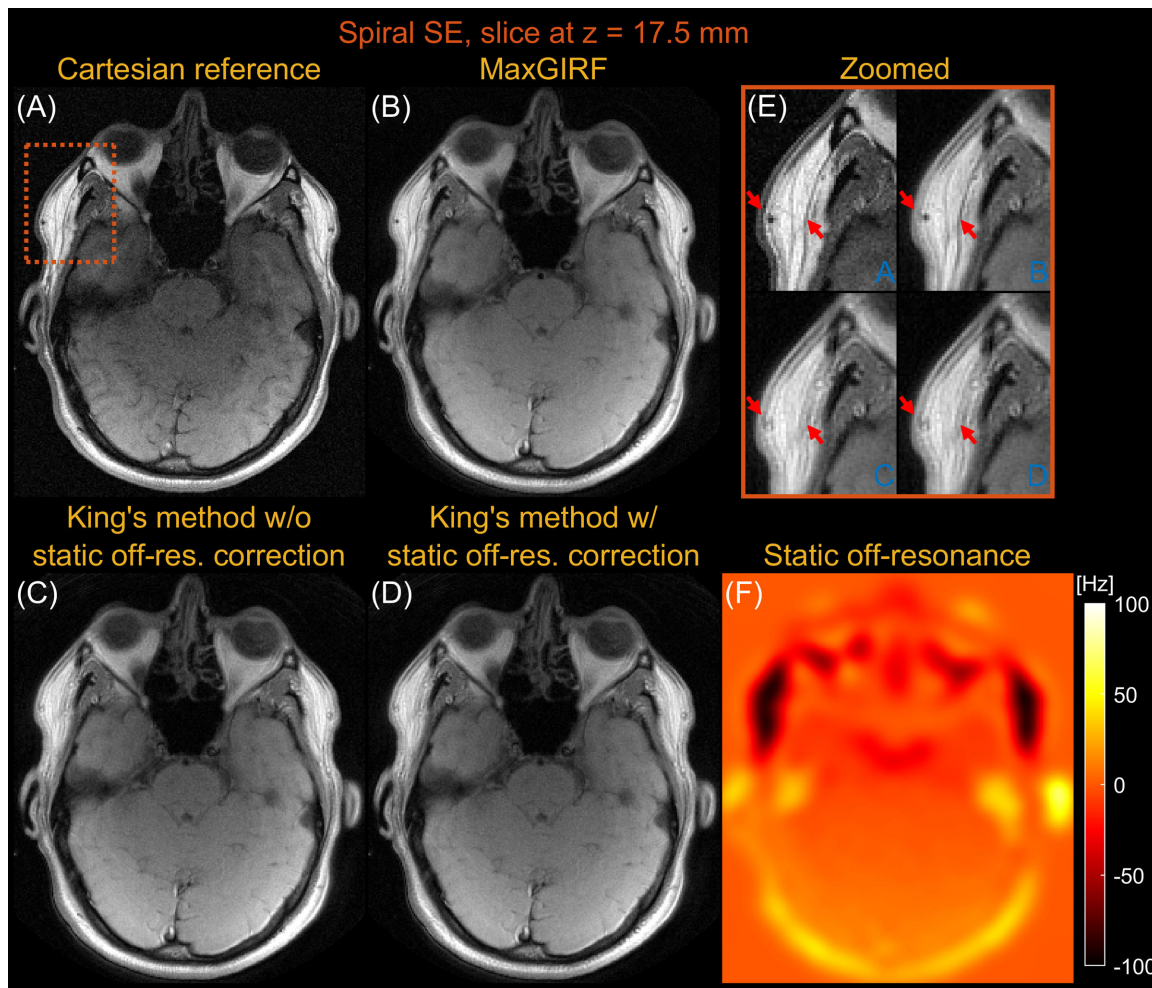 Spiral SE, slice at z = 17.5 mm
Cartesian reference
MaxGIRF
Zoomed
(A)
(B)
(E)
A
B
C
D
King's method w/o
static off-res. correction
King's method w/
static off-res. correction
Static off-resonance
(C)
(D)
(F)
[Hz]
100
50
0
-50
-100